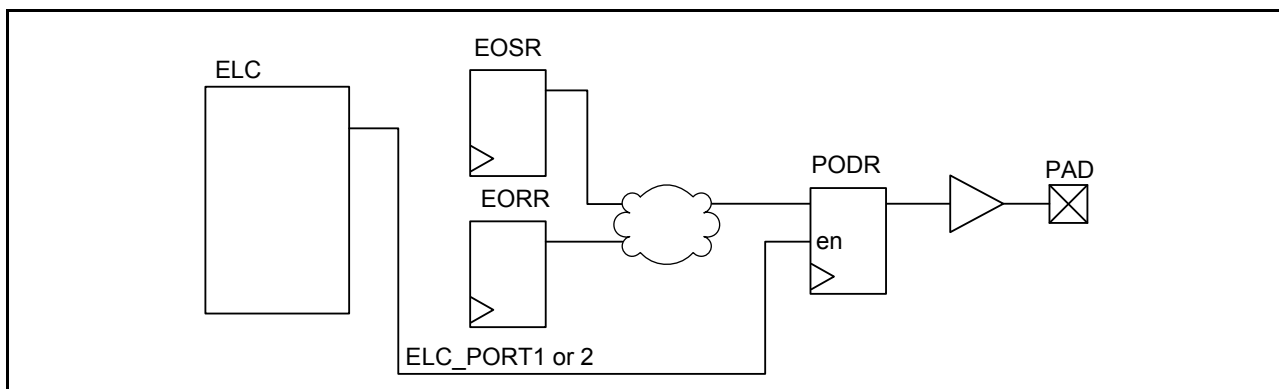 ELC
EOSR
EORR
PODR
en
PAD
ELC_PORT1 or 2